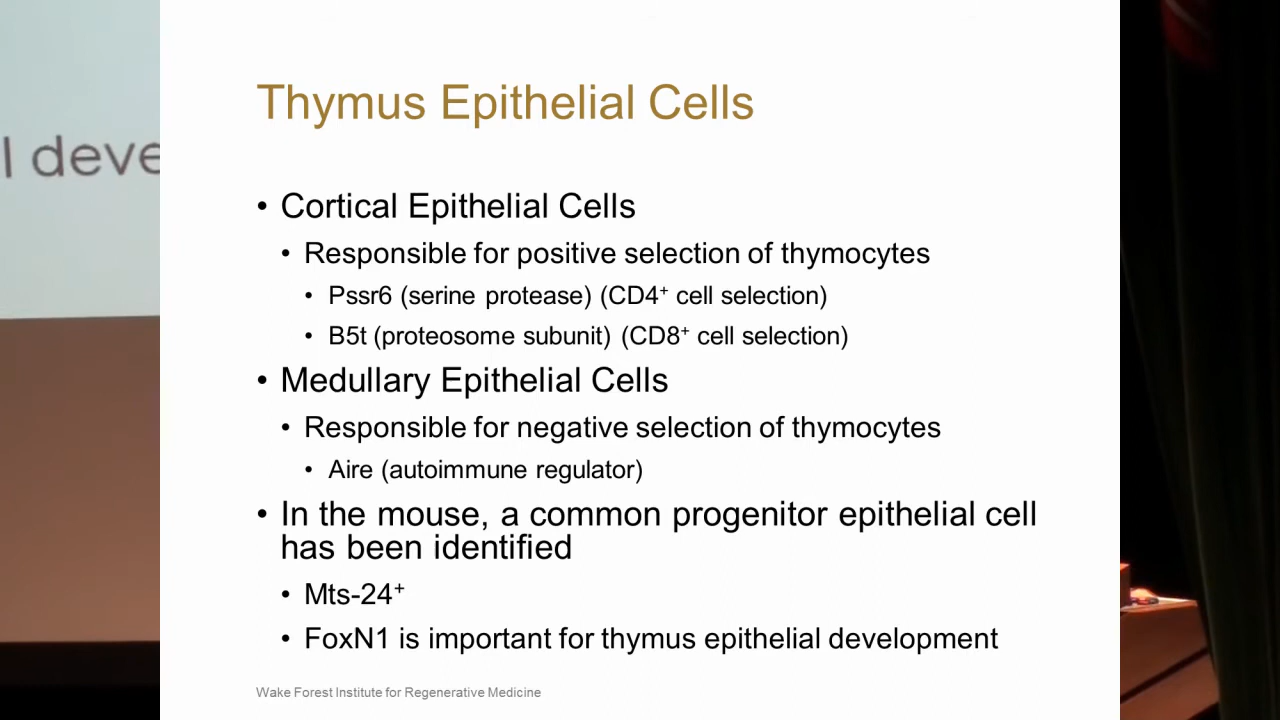 l deve
Thymus Epithelial Cells
• Cortical Epithelial Cells
• Responsible for positive selection of thymocytes
• Pssr6 (serine protease) (CD4⁺ cell selection)
• B5t (proteosome subunit) (CD8⁺ cell selection)
• Medullary Epithelial Cells
• Responsible for negative selection of thymocytes
• Aire (autoimmune regulator)
• In the mouse, a common progenitor epithelial cell
has been identified
• Mts-24⁺
• FoxN1 is important for thymus epithelial development
Wake Forest Institute for Regenerative Medicine